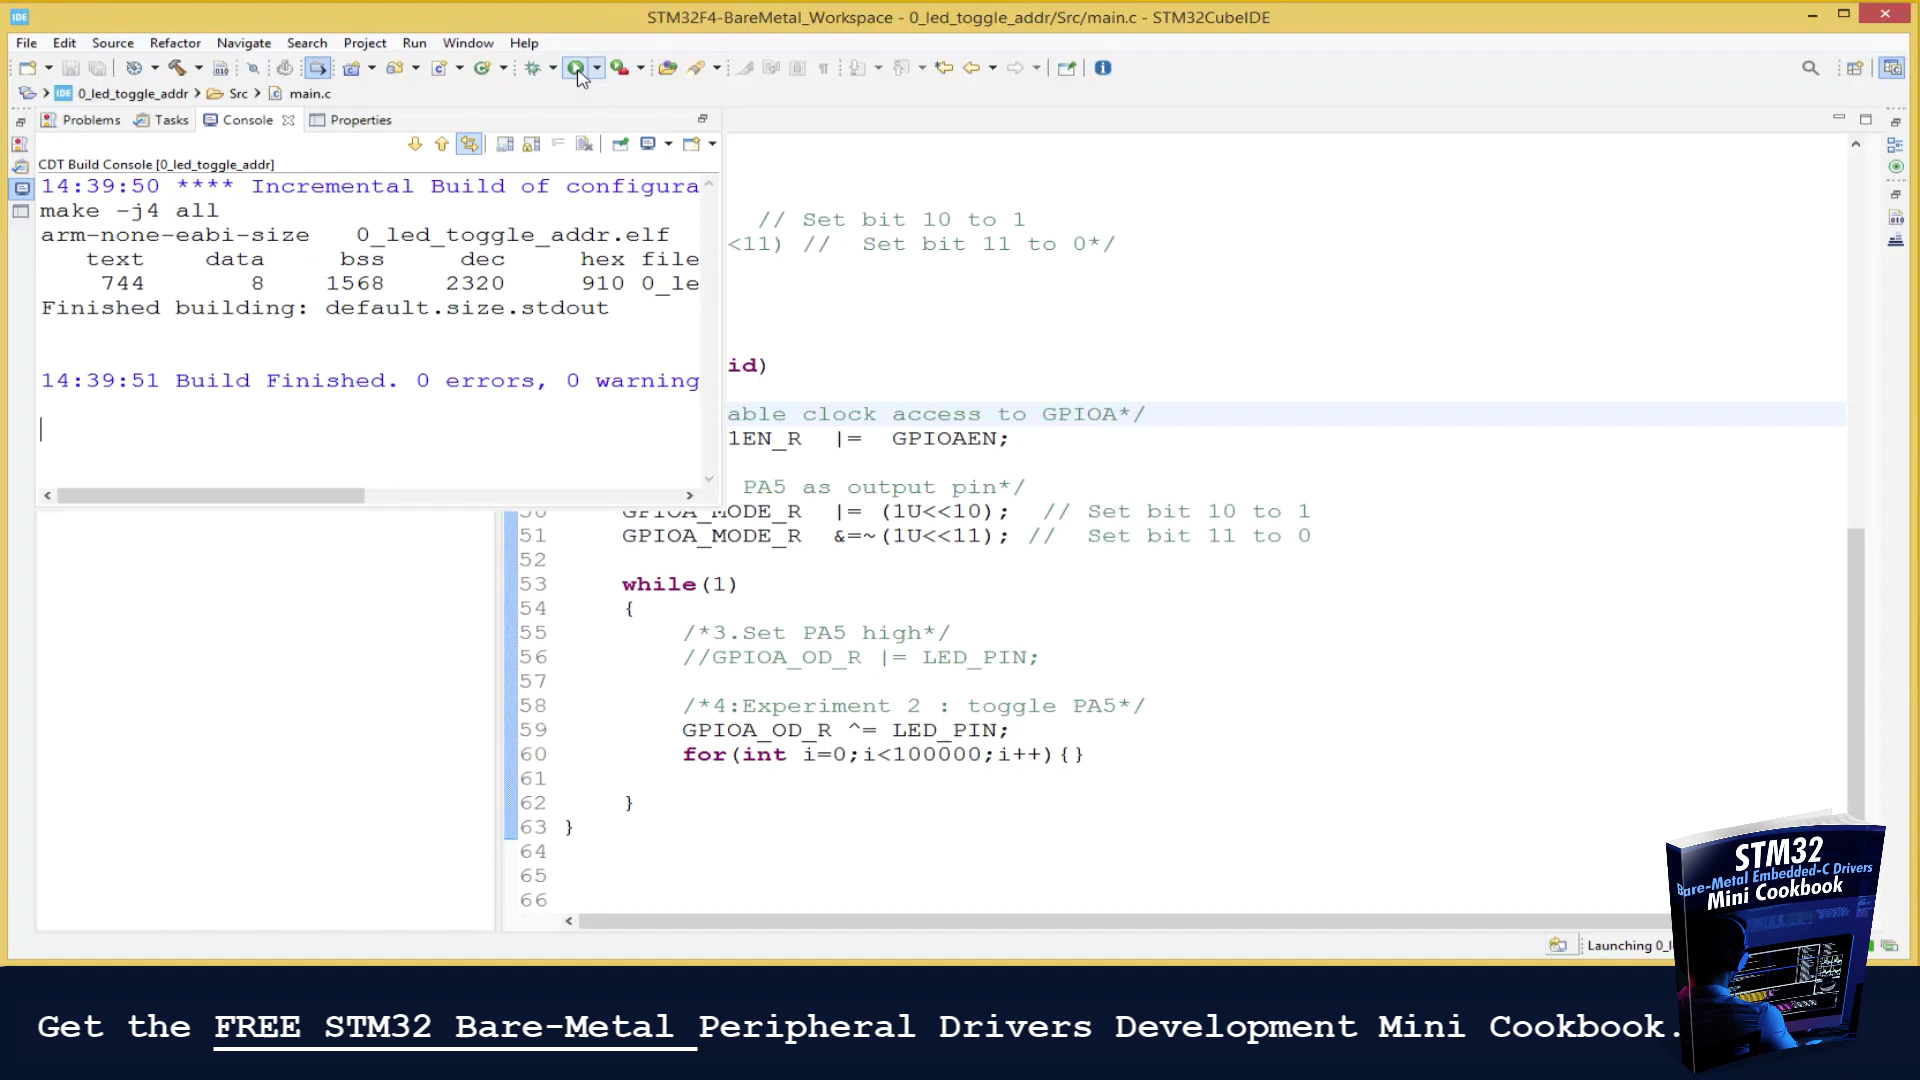 IDE
STM32F4-BareMetal_Workspace - 0_led_toggle_addr/Src/main.c - STM32CubeIDE
File Edit Source Refactor Navigate Search Project Run Window Help
IDE 0_led_toggle_addr Src main.c
Problems Tasks Console Properties
CDT Build Console [0_led_toggle_addr]
14:39:50 **** Incremental Build of configura
make -j4 all
arm-none-eabi-size 0_led_toggle_addr.elf
text data bss dec hex file
744 8 1568 2320 910 0_le
Finished building: default.size.stdout
14:39:51 Build Finished. 0 errors, 0 warning
// Set bit 10 to 1
<11) // Set bit 11 to 0*/
id)
able clock access to GPIOA*/
1EN_R |= GPIOAEN;
PA5 as output pin*/
50 GPIOA_MODE_R |= (1U<<10); // Set bit 10 to 1
51 GPIOA_MODE_R &=~(1U<<11); // Set bit 11 to 0
52
53 while(1)
54 {
55 /*3.Set PA5 high*/
56 //GPIOA_OD_R |= LED_PIN;
57
58 /*4:Experiment 2 : toggle PA5*/
59 GPIOA_OD_R ^= LED_PIN;
60 for(int i=0;i<100000;i++){}
61
62 }
63 }
64
65
66
Launching 0_l
STM32
Bare-Metal Embedded-C Drivers
Mini Cookbook
Get the FREE STM32 Bare-Metal Peripheral Drivers Development Mini Cookbook.